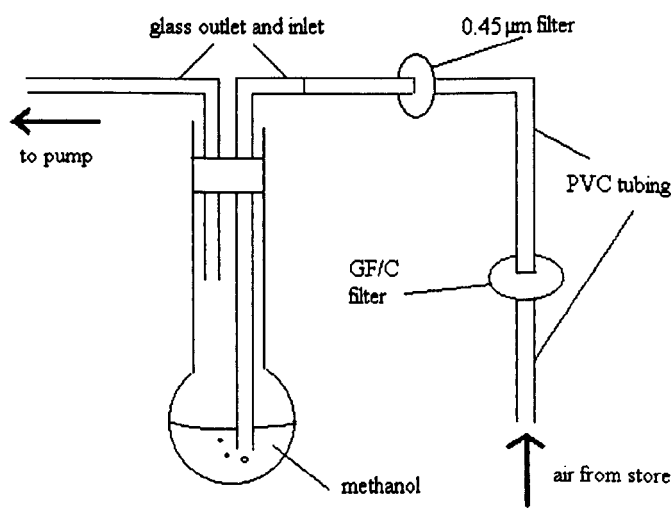 glass outlet and inlet
0.45 µm filter
to pump
PVC tubing
GF/C
filter
methanol
air from store